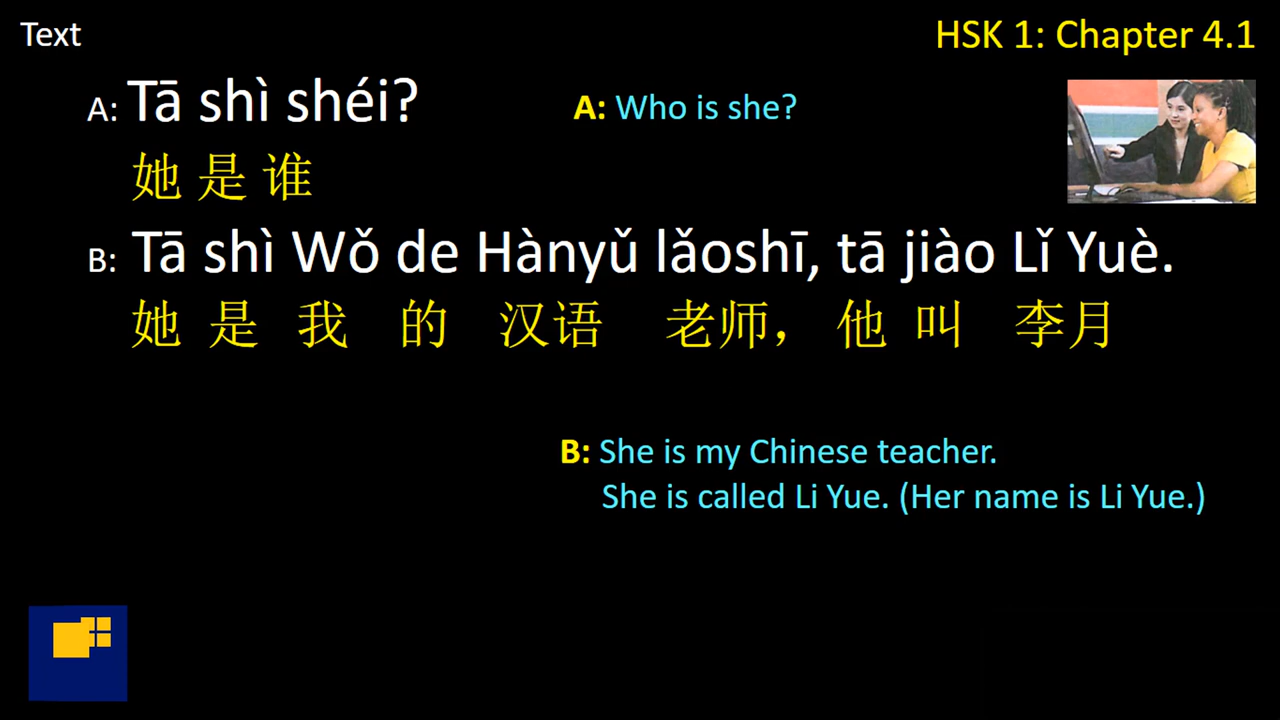 Text
HSK 1: Chapter 4.1
A: Tā shì shéi?
A: Who is she?
她 是 谁
B: Tā shì Wǒ de Hànyǔ lǎoshī, tā jiào Lǐ Yuè.
她 是 我 的 汉语 老师， 他 叫 李月
B: She is my Chinese teacher.
She is called Li Yue. (Her name is Li Yue.)